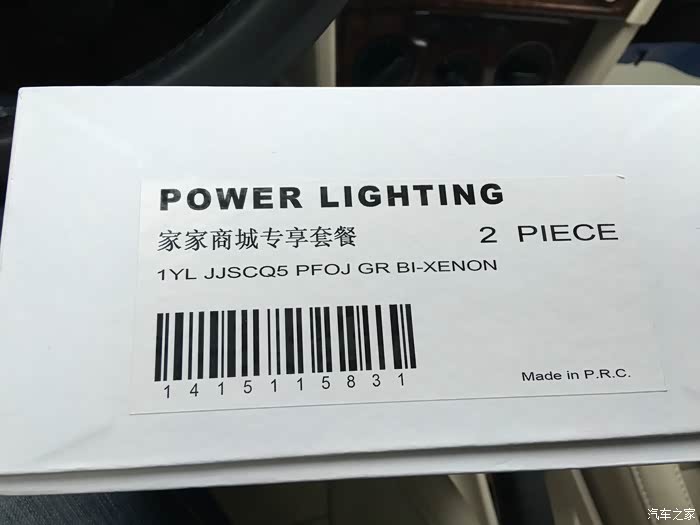 POWER LIGHTING
家家商城专享套餐 2 PIECE
1YL JJSCQ5 PFOJ GR BI-XENON
1415115831
Made in P.R.C.
汽车之家